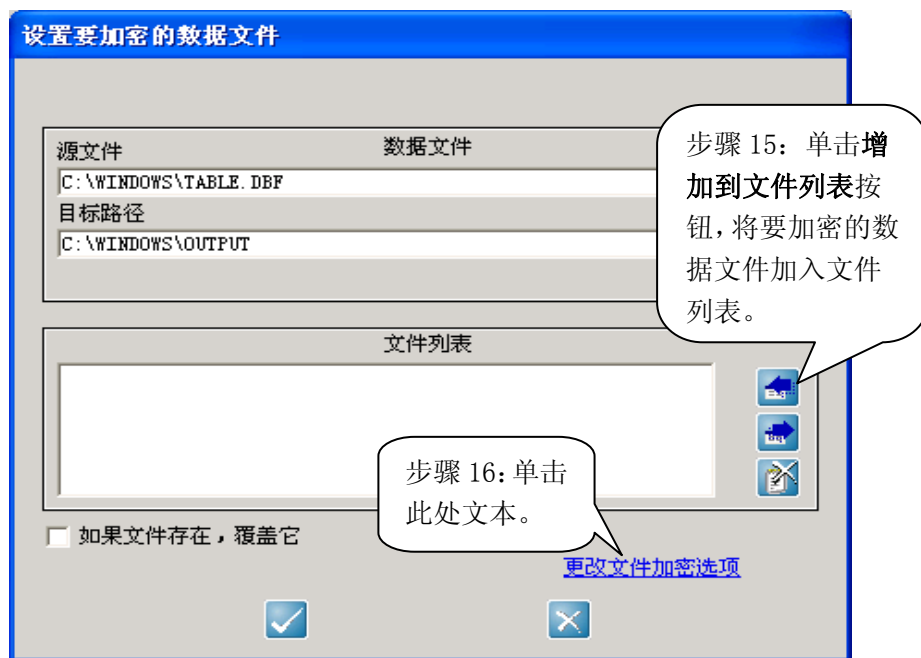 设置要加密的数据文件
数据文件
源文件
C:\WINDOWS\TABLE.DBF
目标路径
C:\WINDOWS\OUTPUT
步骤 15：单击增
加到文件列表按
钮，将要加密的数
据文件加入文件
列表。
文件列表
步骤 16：单击
此处文本。
如果文件存在，覆盖它
更改文件加密选项